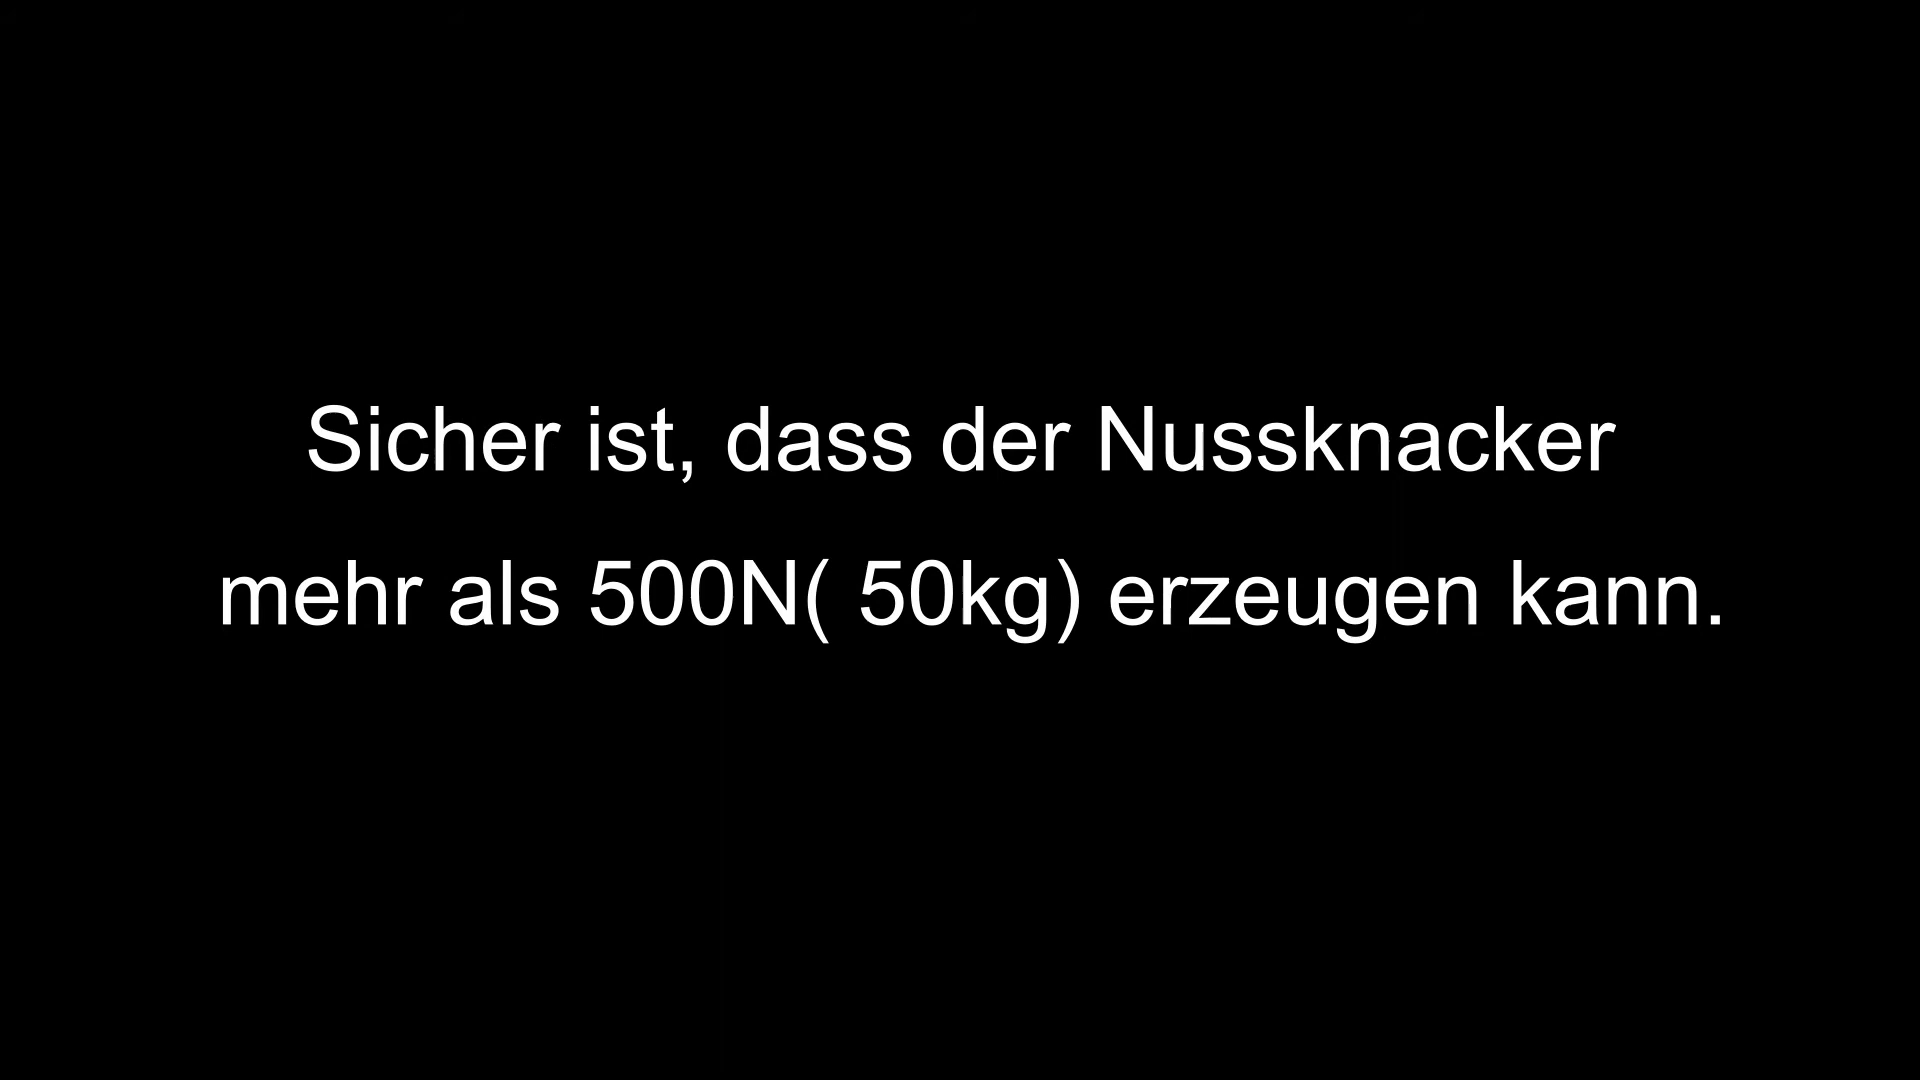 Sicher ist, dass der Nussknacker
mehr als 500N( 50kg) erzeugen kann.